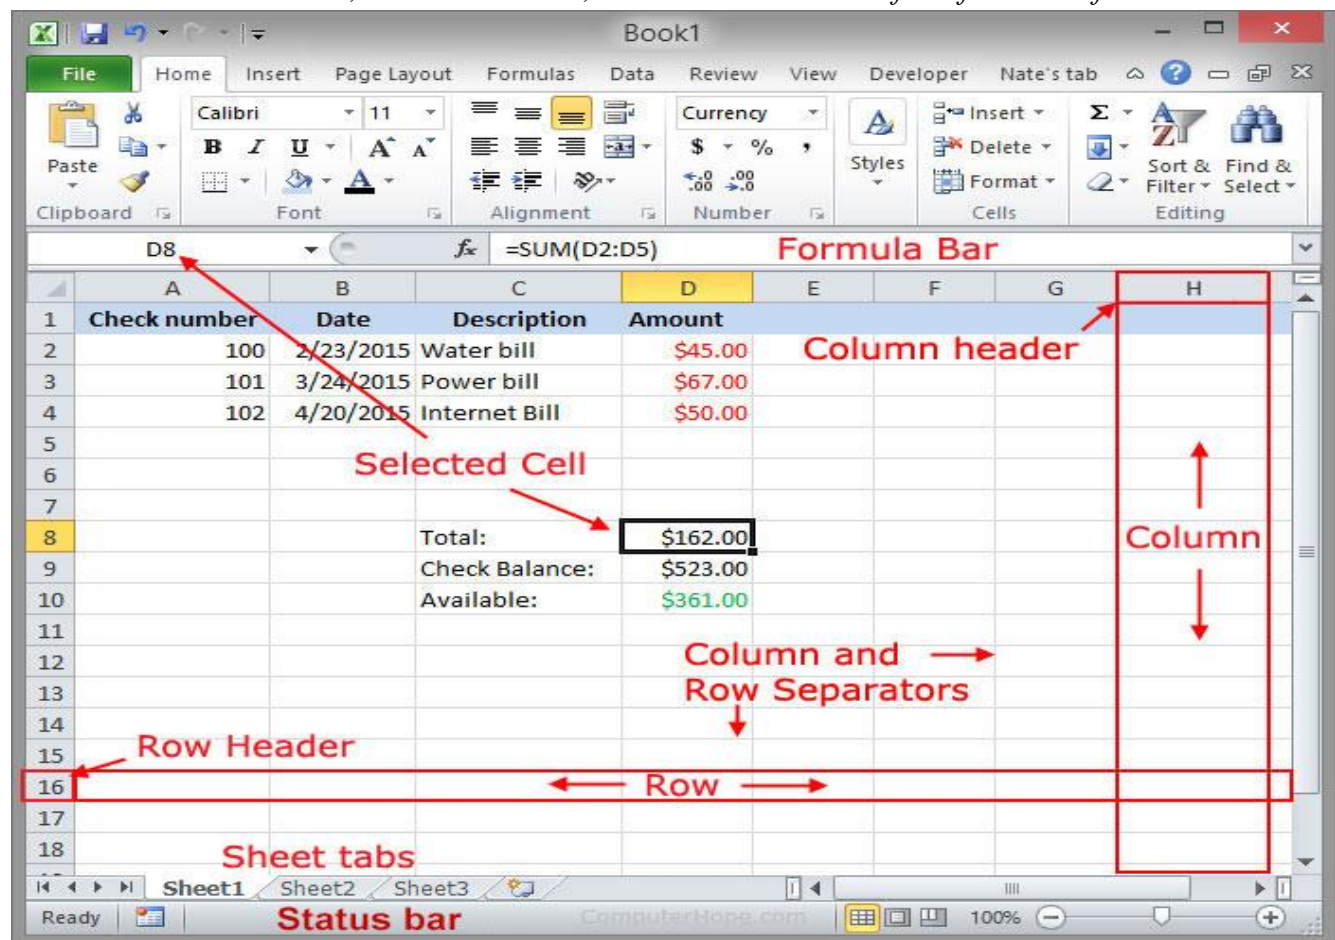 Book1
File Home Insert Page Layout Formulas Data Review View Developer Nate's tab
Calibri 11 Currency Insert Σ
B I U A A $ % , Delete
Paste Styles Sort & Find &
A .0 .00 .00 .0 Format Filter Select
Clipboard Font Alignment Number Cells Editing
D8 fx =SUM(D2:D5) Formula Bar
A B C D E F G H
1 Check number Date Description Amount
2 100 2/23/2015 Water bill $45.00 Column header
3 101 3/24/2015 Power bill $67.00
4 102 4/20/2015 Internet Bill $50.00
5
6 Selected Cell
7
8 Total: $162.00 Column
9 Check Balance: $523.00
10 Available: $361.00
11
12 Column and
13 Row Separators
14
15 Row Header
16 Row
17
18 Sheet tabs
Sheet1 Sheet2 Sheet3
Ready Status bar ComputerHope.com 100%